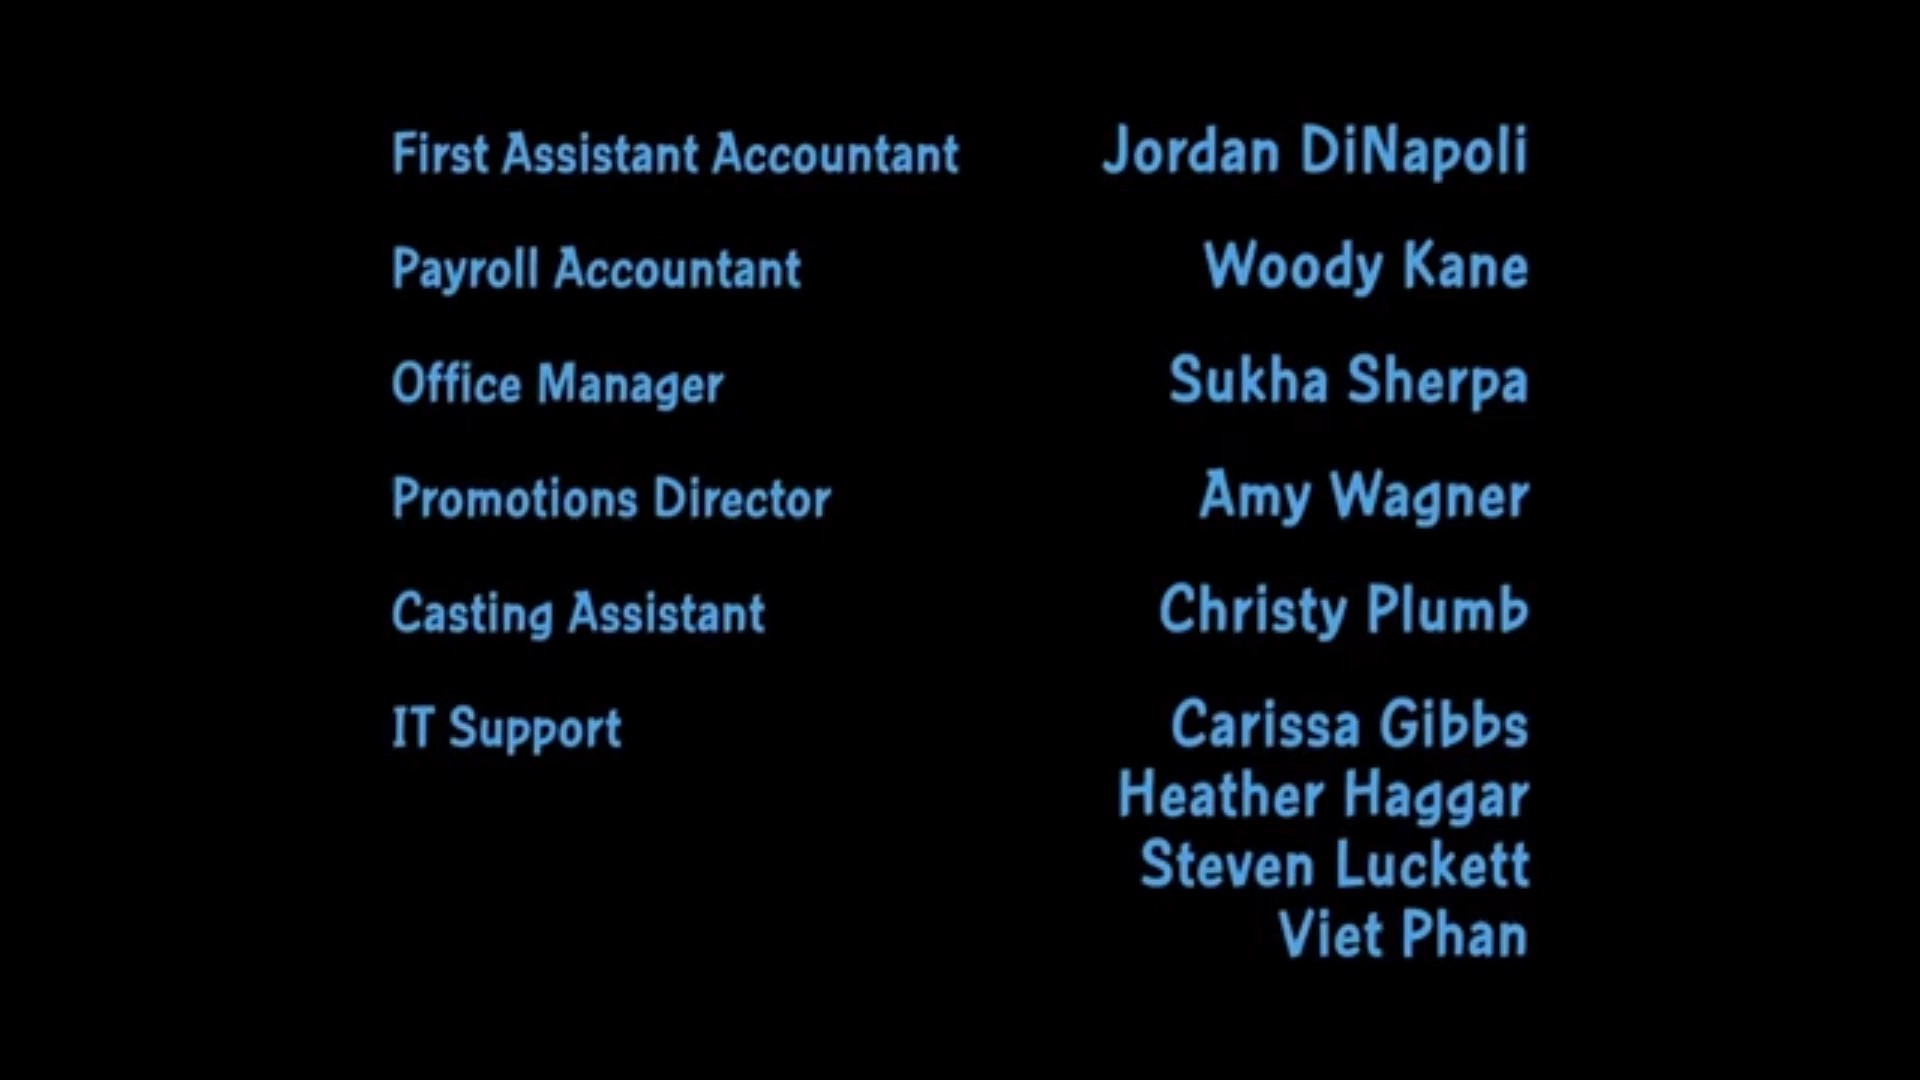 First Assistant Accountant Jordan DiNapoli
Payroll Accountant Woody Kane
Office Manager Sukha Sherpa
Promotions Director Amy Wagner
Casting Assistant Christy Plumb
IT Support Carissa Gibbs
Heather Haggar
Steven Luckett
Viet Phan